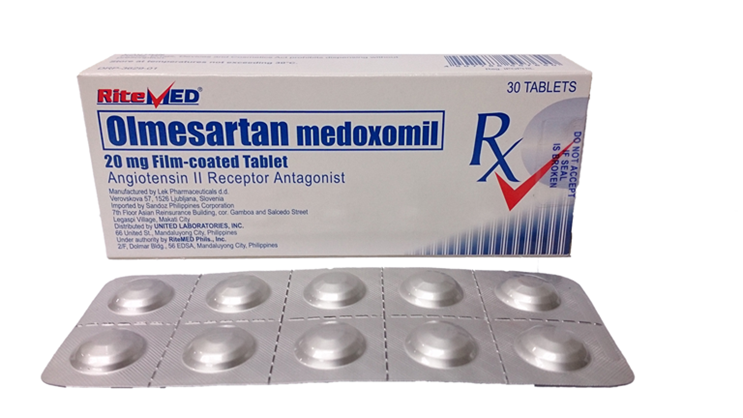 RiteMED®
30 TABLETS
Olmesartan medoxomil
20 mg Film-coated Tablet
Angiotensin II Receptor Antagonist
Manufactured by Lek Pharmaceuticals d.d.
Verovskova 57, 1526 Ljubljana, Slovenia
Imported by Sandoz Philippines Corporation
7th Floor Asian Reinsurance Building, cor. Gamboa and Salcedo Street
Legaspi Village, Makati City
Distributed by UNITED LABORATORIES, INC.
66 United St., Mandaluyong City, Philippines
Under authority by RiteMED Phils., Inc.
2/F, Dolmar Bldg., 56 EDSA, Mandaluyong City, Philippines
Rx
DO NOT ACCEPT
IF SEAL
IS BROKEN